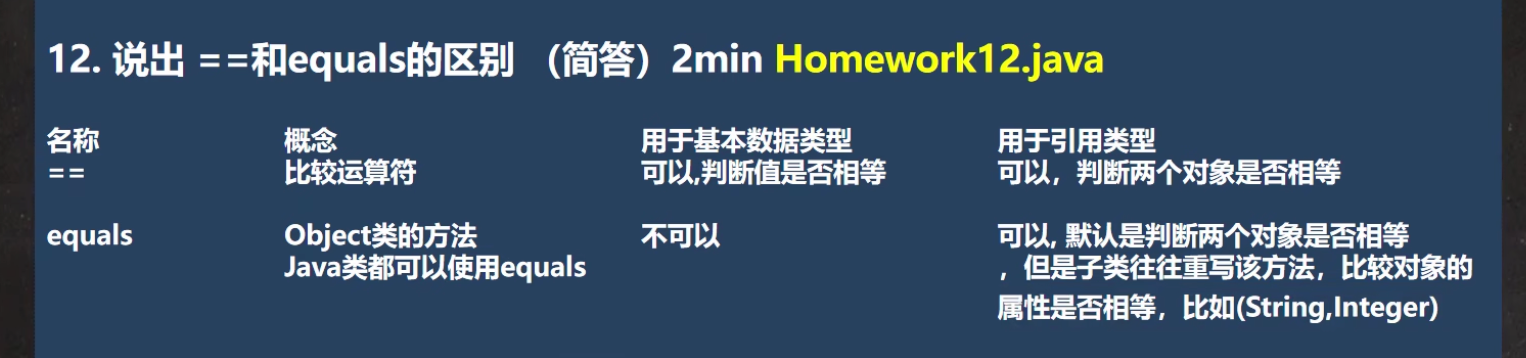 12. 说出 ==和equals的区别 （简答）2min Homework12.java
名称 概念 用于基本数据类型 用于引用类型
== 比较运算符 可以,判断值是否相等 可以，判断两个对象是否相等
equals Object类的方法 不可以 可以, 默认是判断两个对象是否相等
Java类都可以使用equals ，但是子类往往重写该方法，比较对象的
属性是否相等，比如(String,Integer)